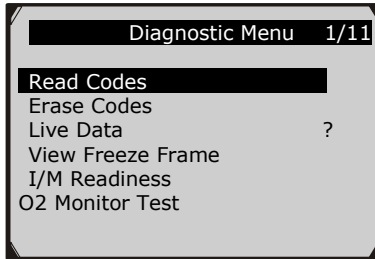 Diagnostic Menu 1/11
Read Codes
Erase Codes
Live Data ?
View Freeze Frame
I/M Readiness
O2 Monitor Test